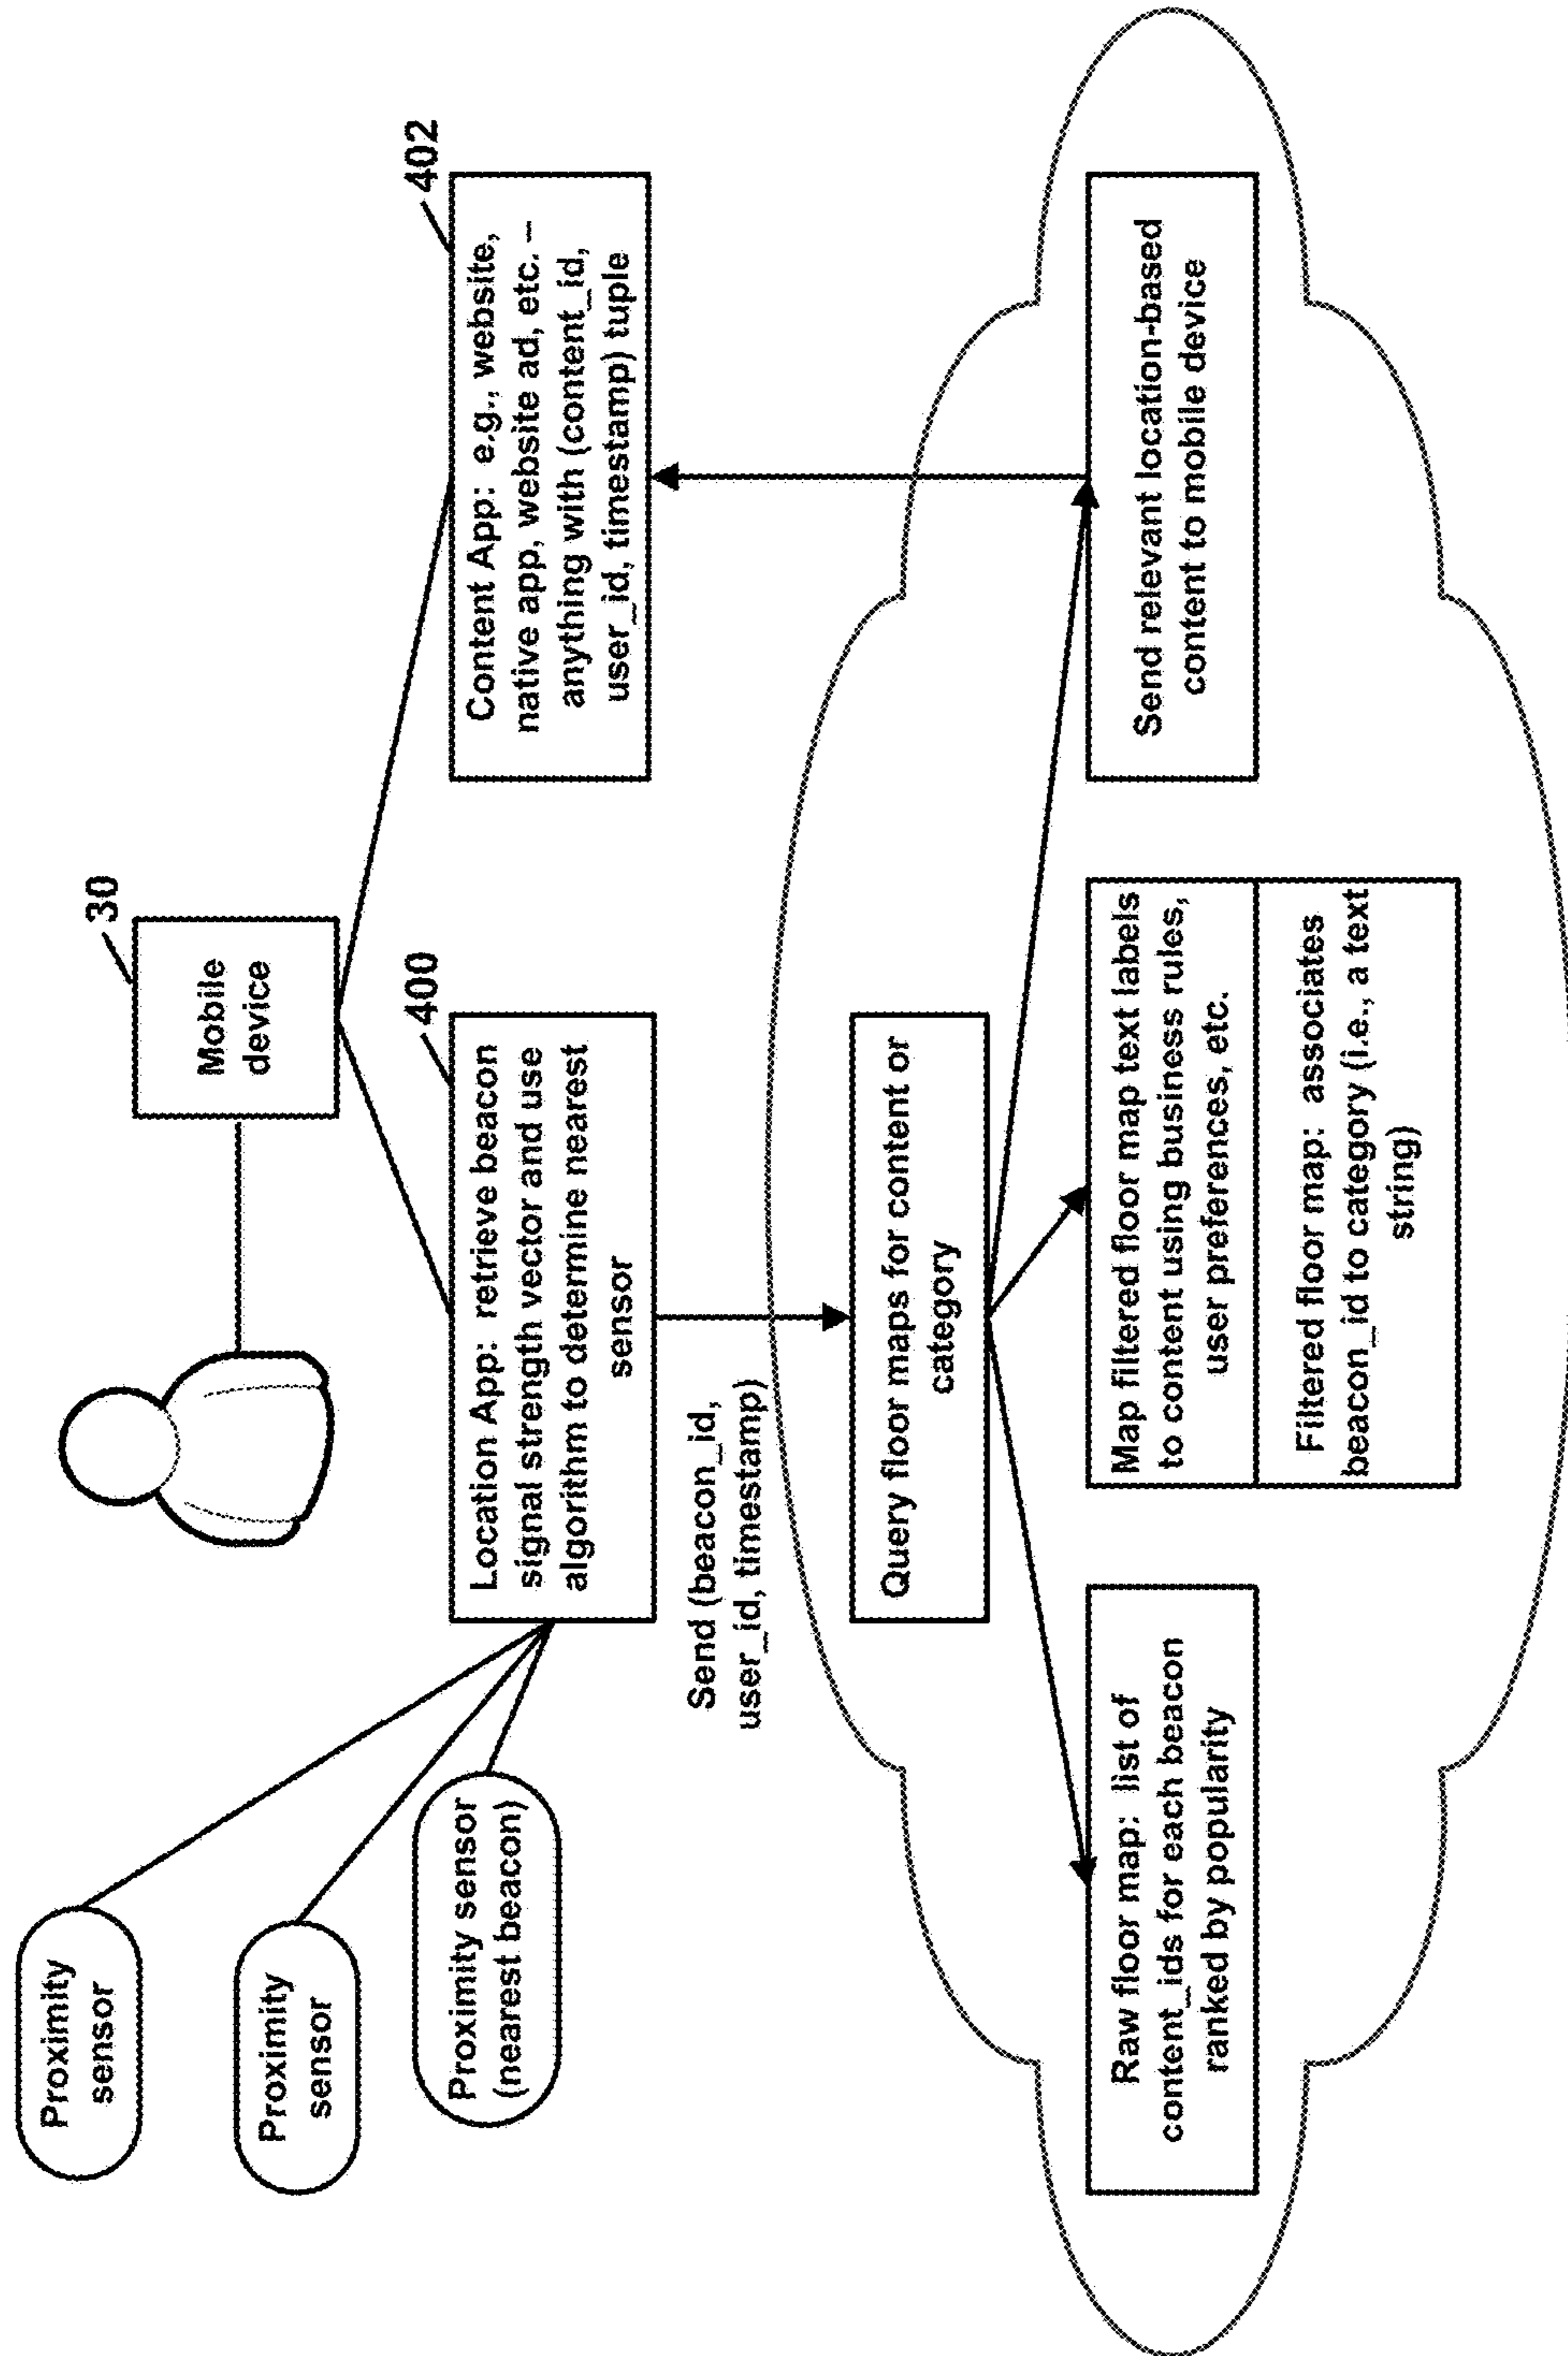 Proximity
sensor
Proximity
sensor
Proximity sensor
(nearest beacon)
30
Mobile
device
400
Location App: retrieve beacon
signal strength vector and use
algorithm to determine nearest
sensor
402
Content App: e.g., website,
native app, website ad, etc. –
anything with (content_id,
user_id, timestamp) tuple
Send (beacon_id,
user_id, timestamp)
Query floor maps for content or
category
Raw floor map: list of
content_ids for each beacon
ranked by popularity
Map filtered floor map text labels
to content using business rules,
user preferences, etc.
Filtered floor map: associates
beacon_id to category (i.e., a text
string)
Send relevant location-based
content to mobile device